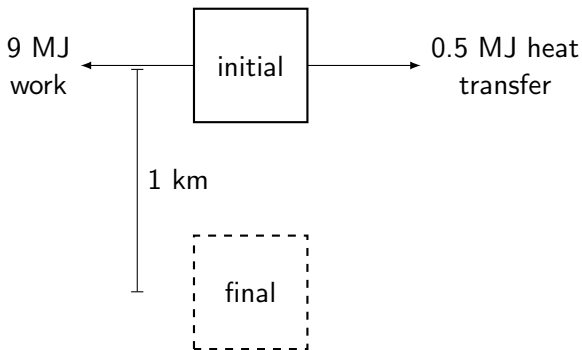 9 MJ
work
initial
0.5 MJ heat
transfer
1 km
final